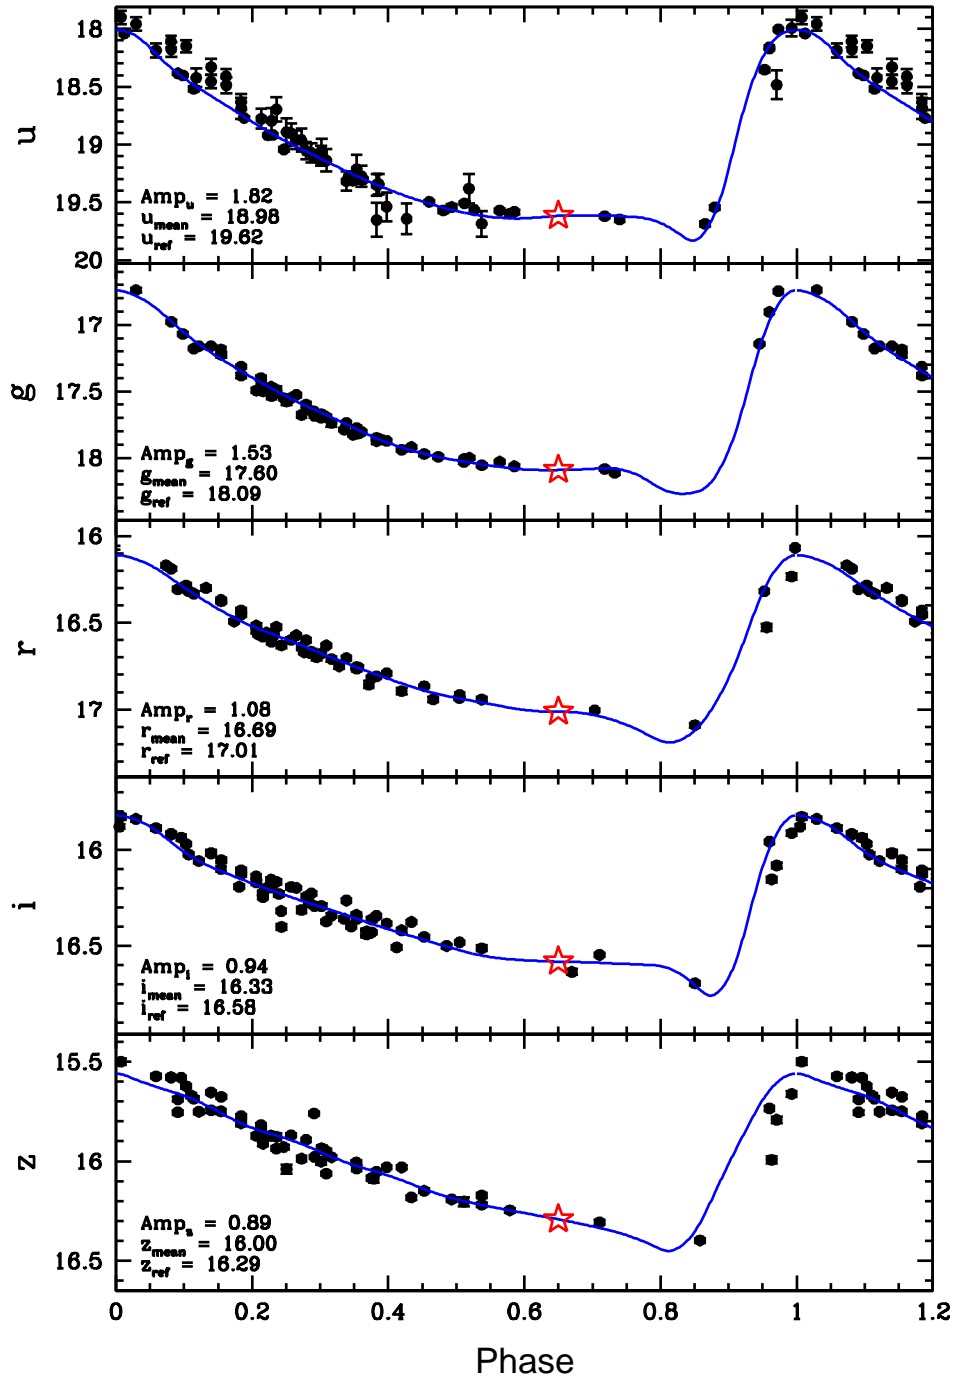 18
18.5
19
19.5
20
u
Amp_u = 1.82
u_mean = 18.98
u_ref = 19.62
17
17.5
18
g
Amp_g = 1.53
g_mean = 17.60
g_ref = 18.09
16
16.5
17
r
Amp_r = 1.08
r_mean = 16.69
r_ref = 17.01
16
16.5
i
Amp_i = 0.94
i_mean = 16.33
i_ref = 16.58
15.5
16
16.5
z
Amp_z = 0.89
z_mean = 16.00
z_ref = 16.29
0 0.2 0.4 0.6 0.8 1 1.2
Phase